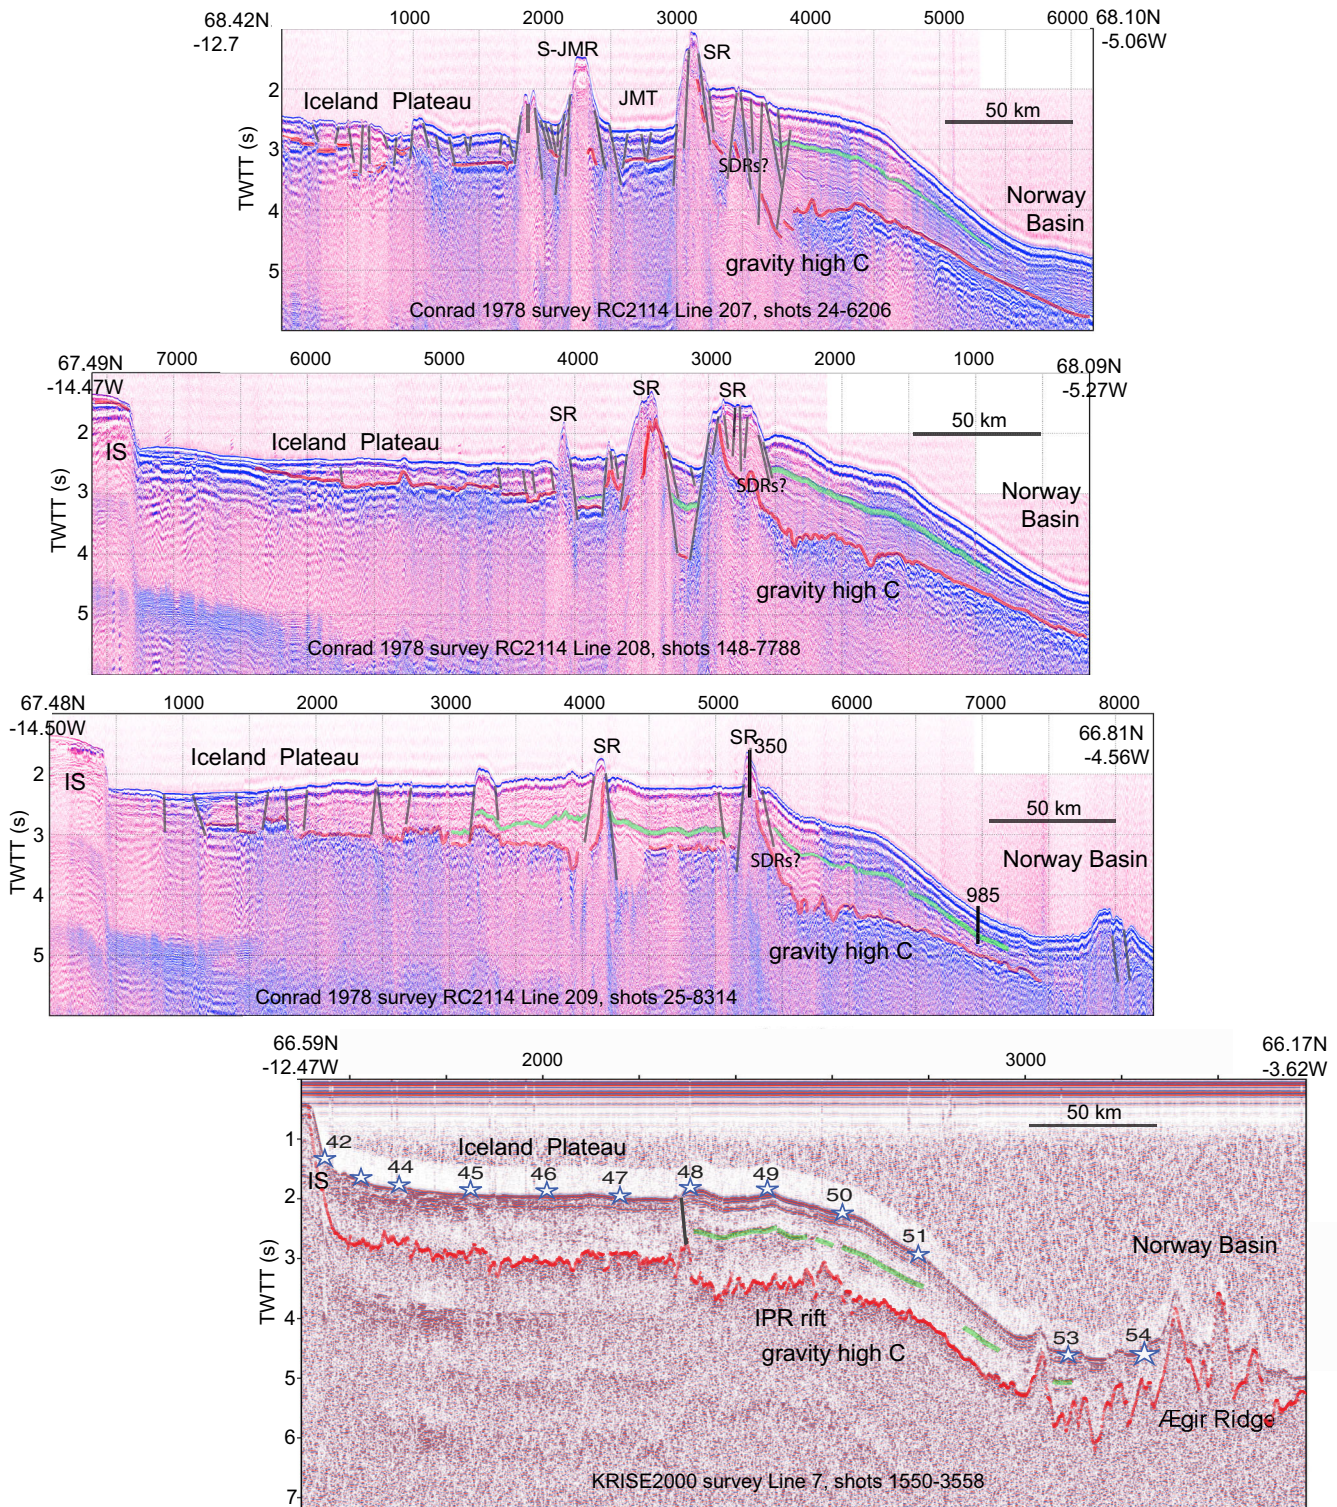 68.42N 1000 2000 3000 4000 5000 6000 68.10N
-12.7 -5.06W
S-JMR SR
2 Iceland Plateau JMT 50 km
3 SDRs?
TWTT (s)
4 Norway
Basin
gravity high C
5
Conrad 1978 survey RC2114 Line 207, shots 24-6206
67.49N 7000 6000 5000 4000 3000 2000 1000 68.09N
-14.47W -5.27W
SR SR
SR
2 IS Iceland Plateau 50 km
3 SDRs? Norway
Basin
TWTT (s)
4
gravity high C
5
Conrad 1978 survey RC2114 Line 208, shots 148-7788
67.48N 1000 2000 3000 4000 5000 6000 7000 8000
-14.50W 66.81N
-4.56W
Iceland Plateau SR SR 350
2 IS
50 km
3
SDRs? Norway Basin
TWTT (s)
4 985
gravity high C
5
Conrad 1978 survey RC2114 Line 209, shots 25-8314
66.59N 66.17N
-12.47W 2000 3000 -3.62W
50 km
1 42 Iceland Plateau
IS 44 45 46 47 48 49
2 50
51
3 Norway Basin
TWTT (s)
4 IPR rift
53 54
gravity high C
5
Ægir Ridge
6
KRISE2000 survey Line 7, shots 1550-3558
7